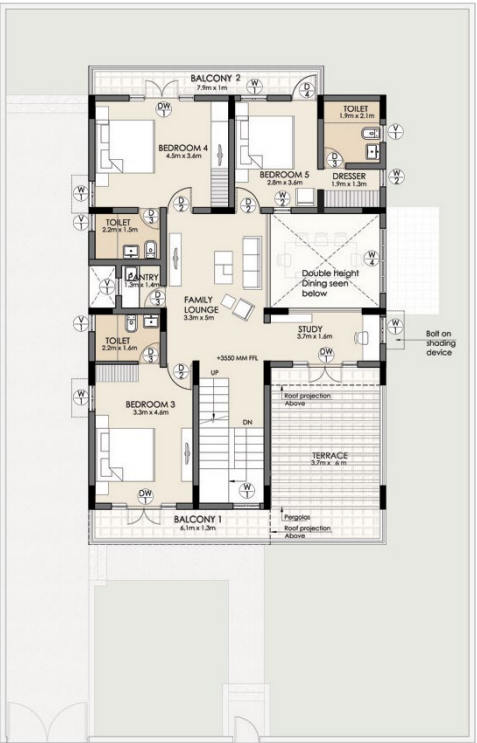 BALCONY 2
7.9m x 1m
W
1
D
4
DW
1
TOILET
1.9m x 2.1m
V
1
BEDROOM 4
4.5m x 3.6m
BEDROOM 5
2.8m x 3.6m
D
3
DRESSER
1.9m x 1.3m
W
2
W
1
D
2
D
2
W
2
V
1
D
3
TOILET
2.2m x 1.5m
W
4
Double height
Dining seen
below
PANTRY
1.3m x 1.4m
V
1
D
3
FAMILY
LOUNGE
3.3m x 5m
STUDY
3.7m x 1.6m
V
1
TOILET
2.2m x 1.6m
D
3
W
1
Bolt on
shading
device
+3550 MM FFL
DW
1
UP
D
2
W
1
Roof projection
Above
BEDROOM 3
3.3m x 4.6m
DN
TERRACE
3.7m x 6 m
W
1
DW
1
Pergolas
BALCONY 1
6.1m x 1.3m
Roof projection
Above